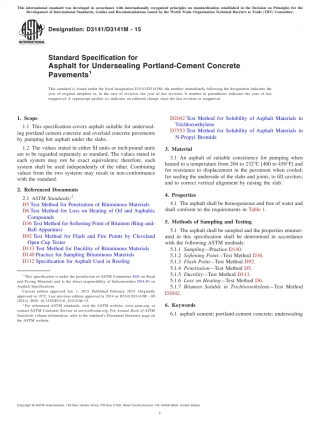 This international standard was developed in accordance with internationally recognized principles on standardization established in the Decision on Principles for the
Development of International Standards, Guides and Recommendations issued by the World Trade Organization Technical Barriers to Trade (TBT) Committee.
Designation: D3141/D3141M − 15
Standard Specification for
Asphalt for Undersealing Portland-Cement Concrete
Pavements1
This standard is issued under the fixed designation D3141/D3141M; the number immediately following the designation indicates the
year of original adoption or, in the case of revision, the year of last revision. A number in parentheses indicates the year of last
reapproval. A superscript epsilon (ε) indicates an editorial change since the last revision or reapproval.
1. Scope
1.1 This specification covers asphalt suitable for undersealing
portland cement concrete and overlaid concrete pavements
by pumping hot asphalt under the slabs.
1.2 The values stated in either SI units or inch-pound units
are to be regarded separately as standard. The values stated in
each system may not be exact equivalents; therefore, each
system shall be used independently of the other. Combining
values from the two systems may result in non-conformance
with the standard.
2. Referenced Documents
2.1 ASTM Standards:2
D5 Test Method for Penetration of Bituminous Materials
D6 Test Method for Loss on Heating of Oil and Asphaltic
Compounds
D36 Test Method for Softening Point of Bitumen (Ring-and-
Ball Apparatus)
D92 Test Method for Flash and Fire Points by Cleveland
Open Cup Tester
D113 Test Method for Ductility of Bituminous Materials
D140 Practice for Sampling Bituminous Materials
D312 Specification for Asphalt Used in Roofing
1 This specification is under the jurisdiction of ASTM Committee D04 on Road
and Paving Materials and is the direct responsibility of Subcommittee D04.40 on
Asphalt Specifications.
Current edition approved Jan. 1, 2015. Published February 2015. Originally
approved in 1972. Last previous edition approved in
2 For referenced ASTM standards, visit the ASTM website, www.astm.org, or
contact ASTM Customer Service at service@astm.org. For Annual Book of ASTM
Standards volume information, refer to the standard's Document Summary page on
the ASTM website.
D2042 Test Method for Solubility of Asphalt Materials in
Trichloroethylene
D7553 Test Method for Solubility of Asphalt Materials in
N-Propyl Bromide
3. Material
3.1 An asphalt of suitable consistency for pumping when
heated to a temperature from 204 to 232°C [400 to 450°F] and
for resistance to displacement in the pavement when cooled;
for sealing the underside of slabs and joints, to fill cavities;
and to correct vertical alignment by raising the slab.
4. Properties
4.1 The asphalt shall be homogeneous and free of water and
shall conform to the requirements in Table 1.
5. Methods of Sampling and Testing
5.1 The asphalt shall be sampled and the properties enumerated
in this specification shall be determined in accordance
with the following ASTM methods:
5.1.1 Sampling—Practice D140.
5.1.2 Softening Point—Test Method D36.
5.1.3 Flash Point—Test Method D92.
5.1.4 Penetration—Test Method D5.
5.1.5 Ductility—Test Method D113.
5.1.6 Loss on Heating—Test Method D6.
5.1.7 Bitumen Soluble in Trichloroethylene—Test Method
D2042.
6. Keywords
6.1 asphalt cement; portland-cement concrete; undersealing
Copyright © ASTM International, 100 Barr Harbor Drive, PO Box C700, West Conshohocken, PA 19428-2959. United States
1